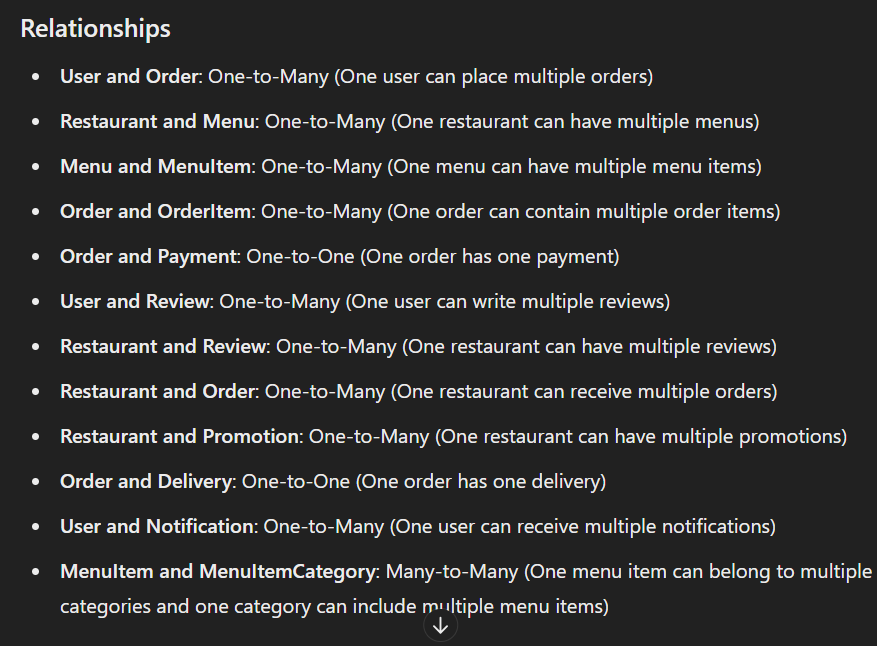 Relationships
• User and Order: One-to-Many (One user can place multiple orders)
• Restaurant and Menu: One-to-Many (One restaurant can have multiple menus)
• Menu and MenuItem: One-to-Many (One menu can have multiple menu items)
• Order and OrderItem: One-to-Many (One order can contain multiple order items)
• Order and Payment: One-to-One (One order has one payment)
• User and Review: One-to-Many (One user can write multiple reviews)
• Restaurant and Review: One-to-Many (One restaurant can have multiple reviews)
• Restaurant and Order: One-to-Many (One restaurant can receive multiple orders)
• Restaurant and Promotion: One-to-Many (One restaurant can have multiple promotions)
• Order and Delivery: One-to-One (One order has one delivery)
• User and Notification: One-to-Many (One user can receive multiple notifications)
• MenuItem and MenuItemCategory: Many-to-Many (One menu item can belong to multiple
categories and one category can include multiple menu items)